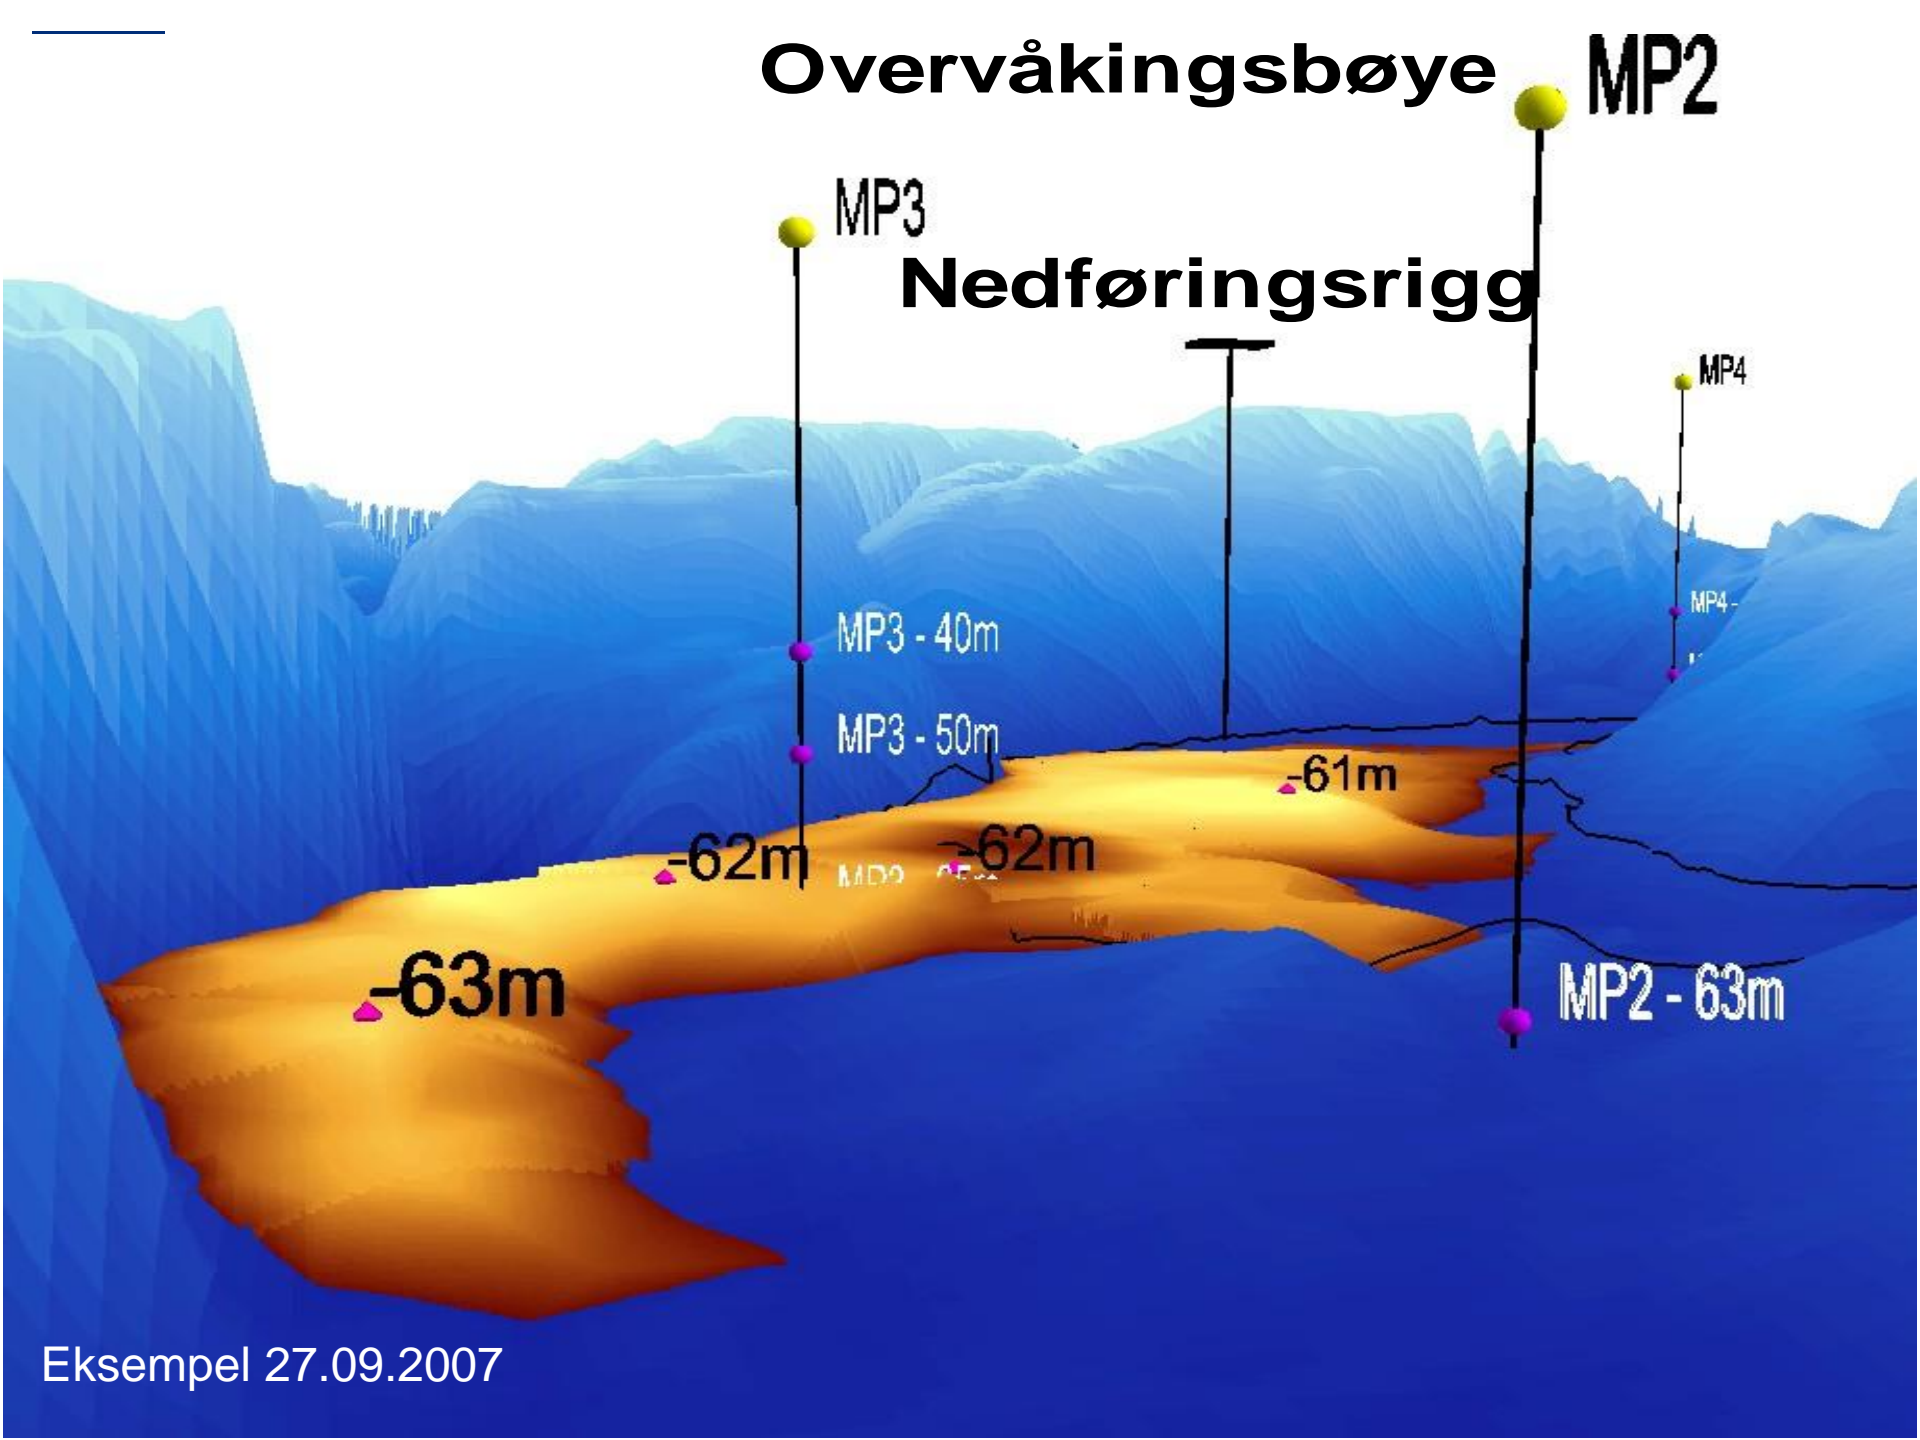 Overvåkingsbøye
MP2
MP3
Nedføringsrigg
MP4
MP4 -
MP3 - 40m
MP3 - 50m
-61m
-62m
-62m
-63m
MP2 - 63m
Eksempel 27.09.2007